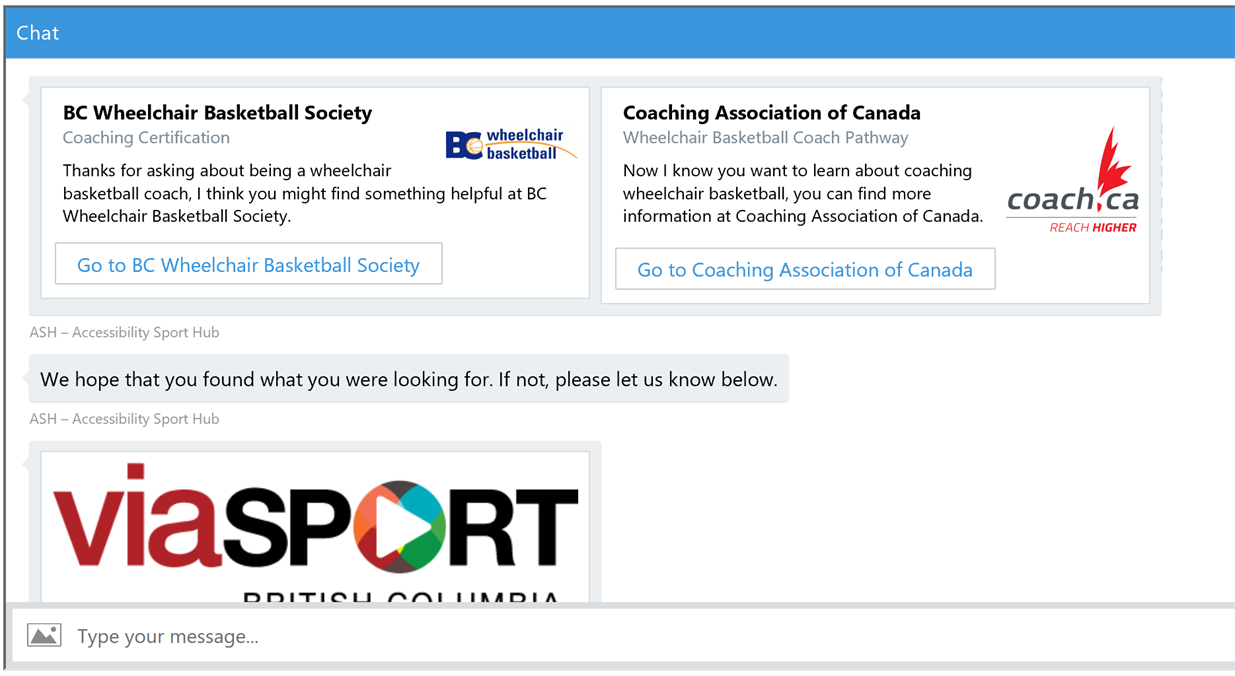 Chat
BC Wheelchair Basketball Society
Coaching Certification
BC wheelchair
basketball
Thanks for asking about being a wheelchair
basketball coach, I think you might find something helpful at BC
Wheelchair Basketball Society.
Go to BC Wheelchair Basketball Society
Coaching Association of Canada
Wheelchair Basketball Coach Pathway
Now I know you want to learn about coaching
wheelchair basketball, you can find more
information at Coaching Association of Canada.
coach.ca
REACH HIGHER
Go to Coaching Association of Canada
ASH – Accessibility Sport Hub
We hope that you found what you were looking for. If not, please let us know below.
ASH – Accessibility Sport Hub
viaSPORT
BRITISH COLUMBIA
Type your message...